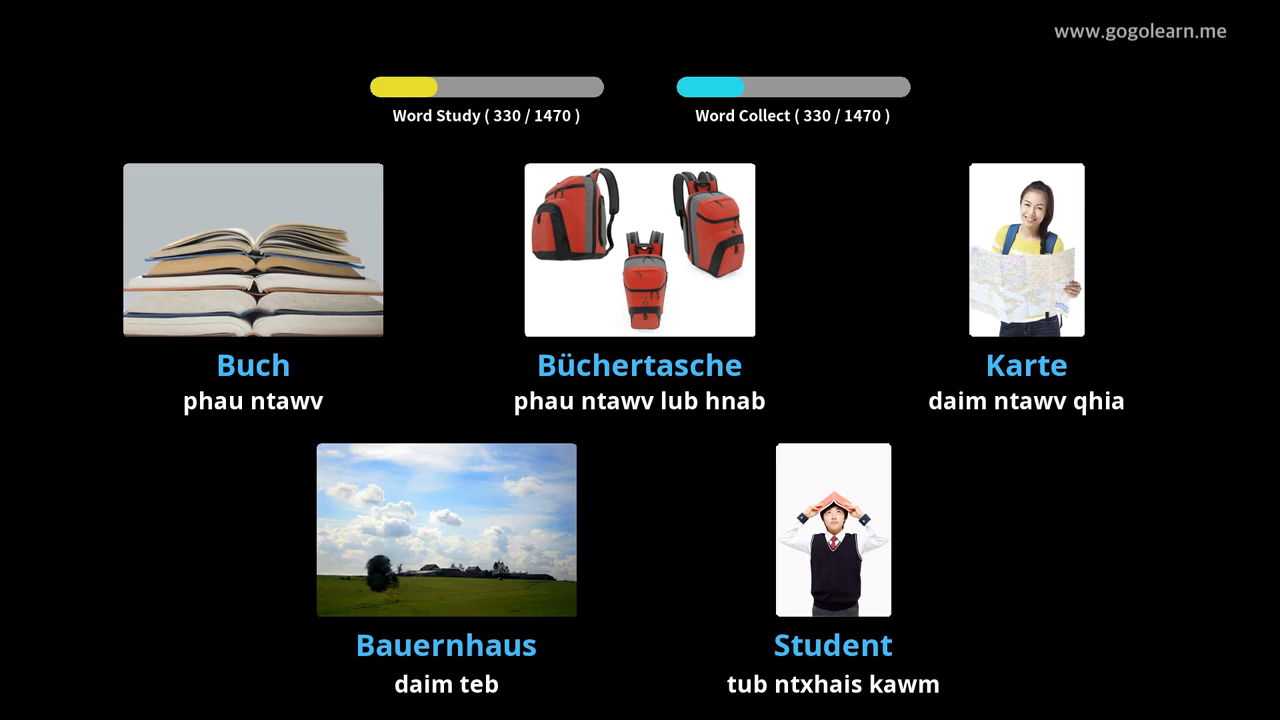 www.gogolearn.me
Word Study ( 330 / 1470 )
Word Collect ( 330 / 1470 )
Buch
phau ntawv
Büchertasche
phau ntawv lub hnab
Karte
daim ntawv qhia
Bauernhaus
daim teb
Student
tub ntxhais kawm